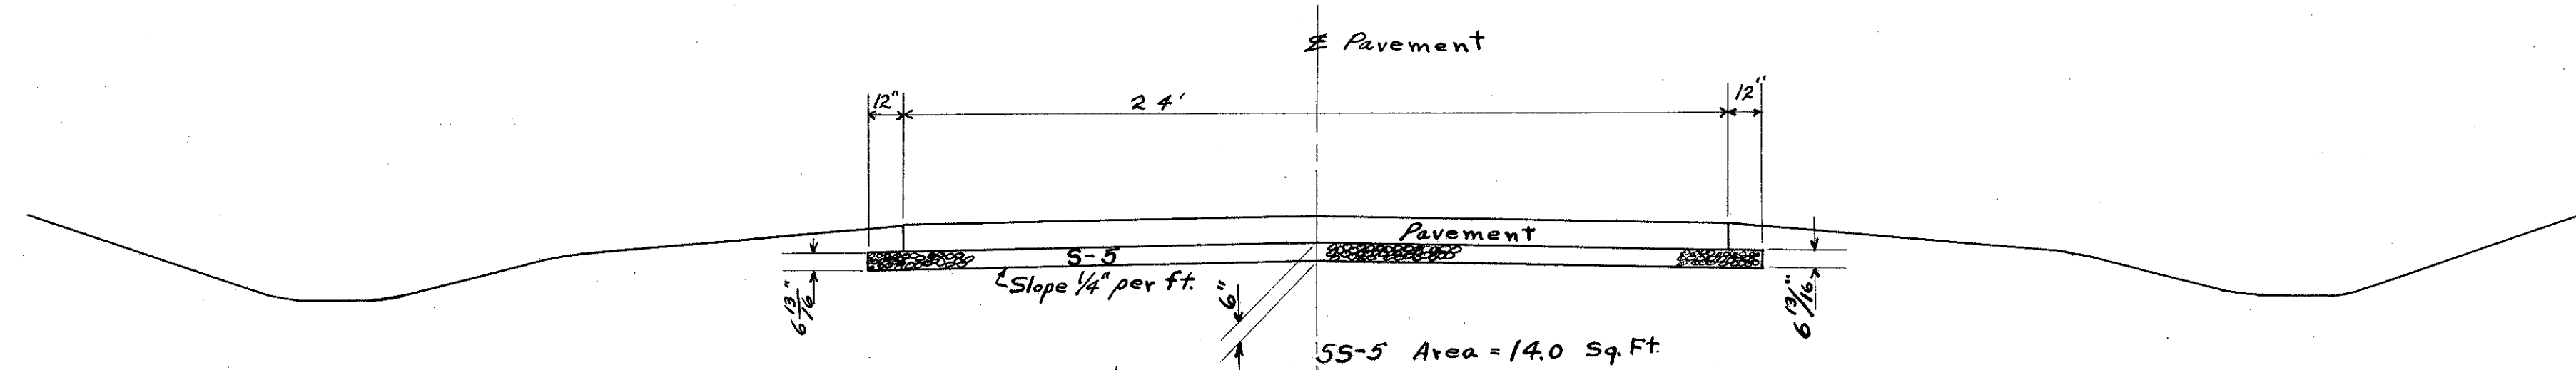 ℄ Pavement
12"
24'
12"
Pavement
S-5
Slope 1/4" per ft.
6 13/16"
6"
6 13/16"
SS-5 Area = 14.0 Sq. Ft.